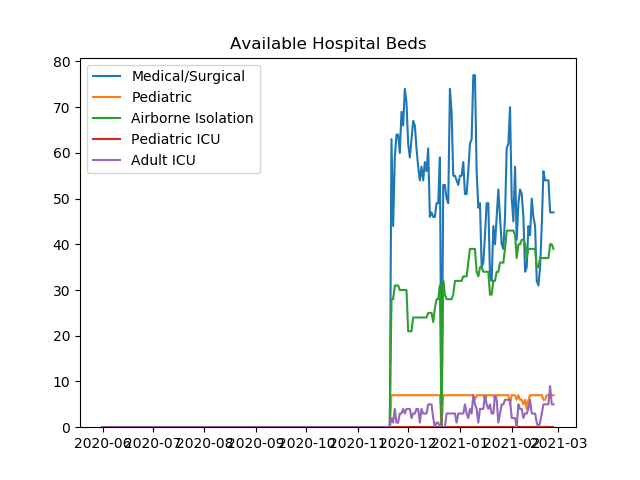 Available Hospital Beds
80
70
60
50
40
30
20
10
0
Medical/Surgical
Pediatric
Airborne Isolation
Pediatric ICU
Adult ICU
2020-06 2020-07 2020-08 2020-09 2020-10 2020-11 2020-12 2021-01 2021-02 2021-03